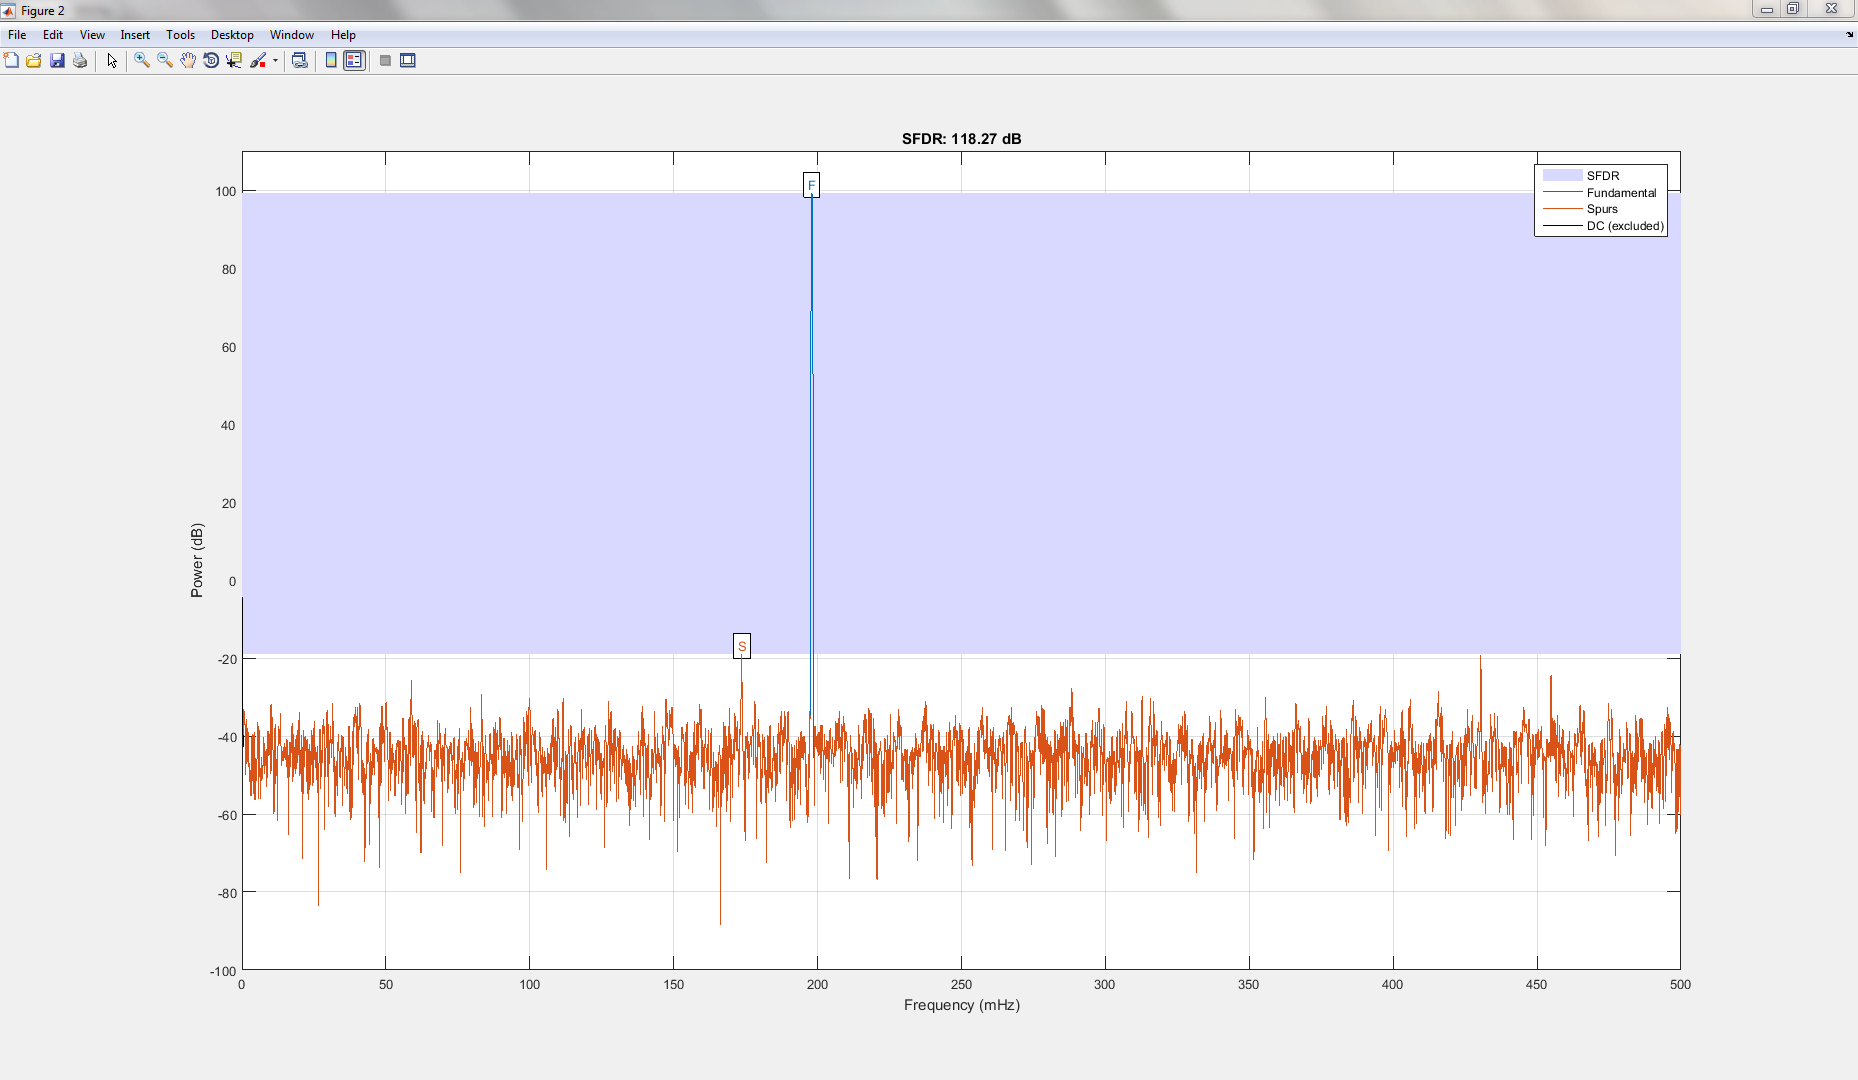 Figure 2
File Edit View Insert Tools Desktop Window Help
SFDR: 118.27 dB
F
S
SFDR
Fundamental
Spurs
DC (excluded)
Power (dB)
100
80
60
40
20
0
-20
-40
-60
-80
-100
0 50 100 150 200 250 300 350 400 450 500
Frequency (mHz)